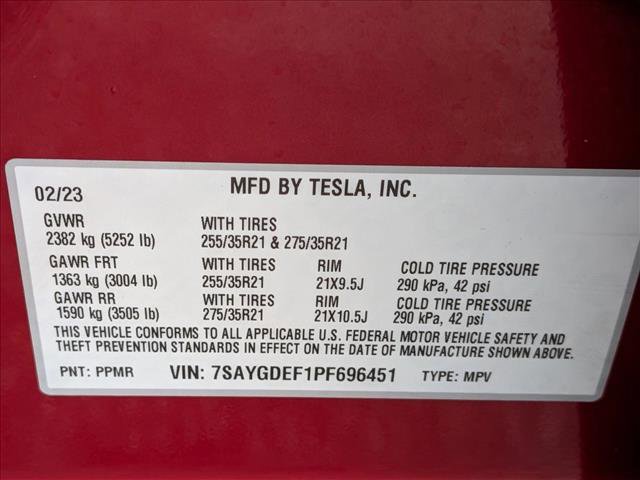 02/23 MFD BY TESLA, INC.
GVWR WITH TIRES
2382 kg (5252 lb) 255/35R21 & 275/35R21
GAWR FRT WITH TIRES RIM COLD TIRE PRESSURE
1363 kg (3004 lb) 255/35R21 21X9.5J 290 kPa, 42 psi
GAWR RR WITH TIRES RIM COLD TIRE PRESSURE
1590 kg (3505 lb) 275/35R21 21X10.5J 290 kPa, 42 psi
THIS VEHICLE CONFORMS TO ALL APPLICABLE U.S. FEDERAL MOTOR VEHICLE SAFETY AND
THEFT PREVENTION STANDARDS IN EFFECT ON THE DATE OF MANUFACTURE SHOWN ABOVE.
PNT: PPMR VIN: 7SAYGDEF1PF696451 TYPE: MPV